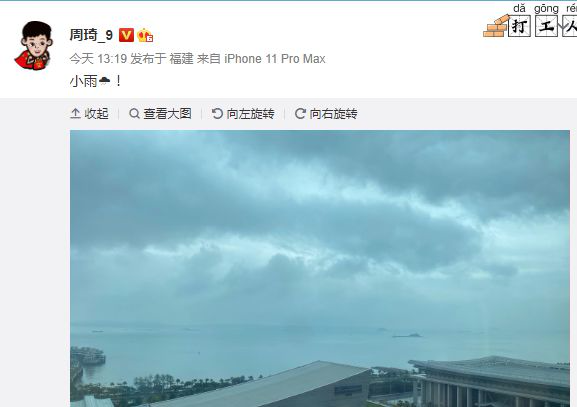 dǎ gōng rén
打工人
周琦_9
今天 13:19 发布于 福建 来自 iPhone 11 Pro Max
小雨🌧！
收起 查看大图 向左旋转 向右旋转